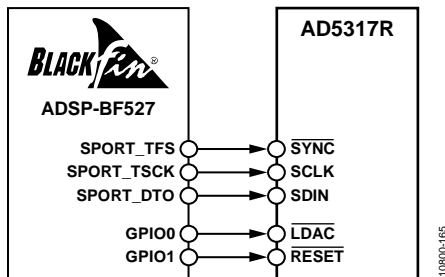 BLACKfin®
ADSP-BF527
SPORT_TFS
SPORT_TSCK
SPORT_DTO
GPIO0
GPIO1
AD5317R
SYNC
SCLK
SDIN
LDAC
RESET
10800-165